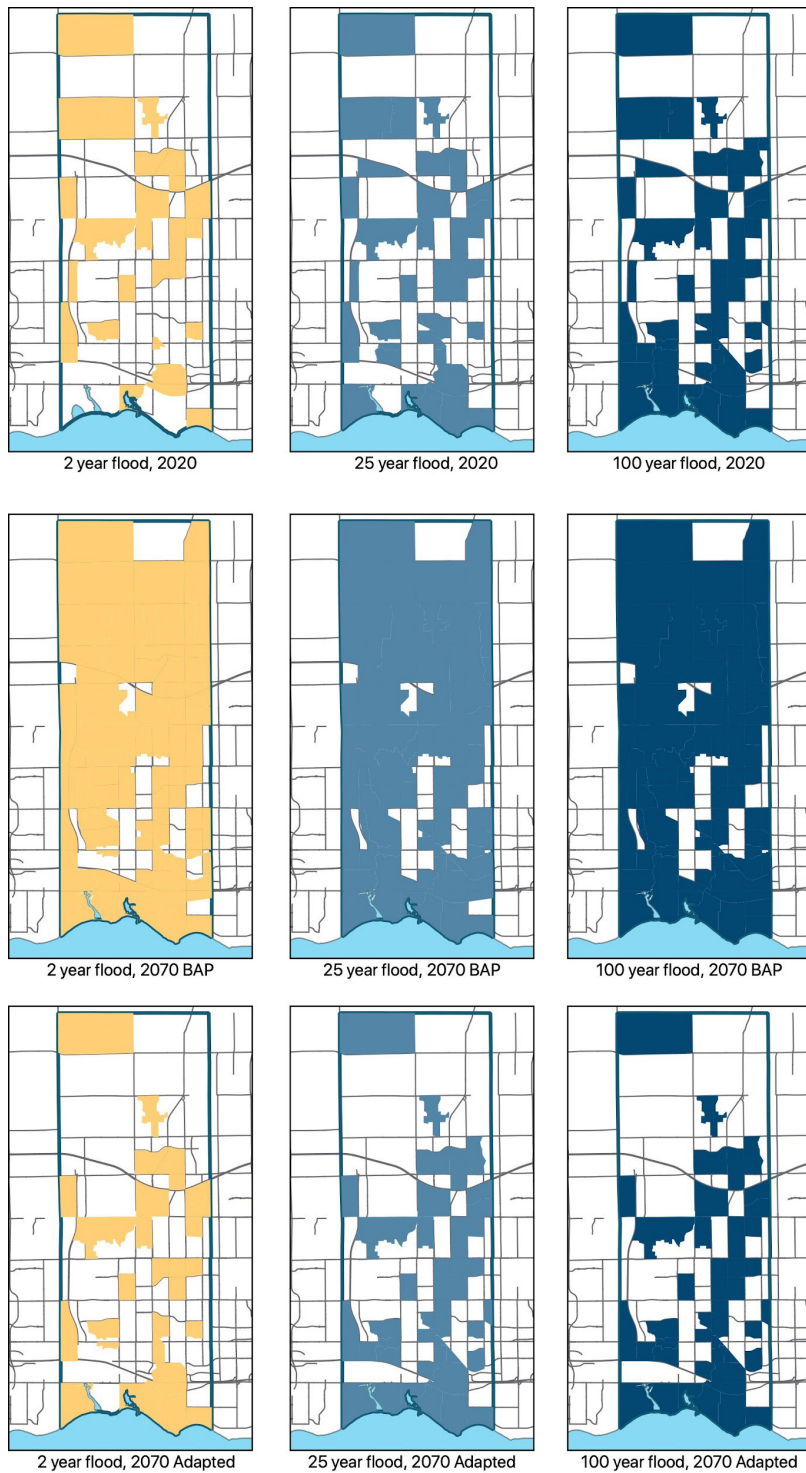 2 year flood, 2020
25 year flood, 2020
100 year flood, 2020
2 year flood, 2070 BAP
25 year flood, 2070 BAP
100 year flood, 2070 BAP
2 year flood, 2070 Adapted
25 year flood, 2070 Adapted
100 year flood, 2070 Adapted